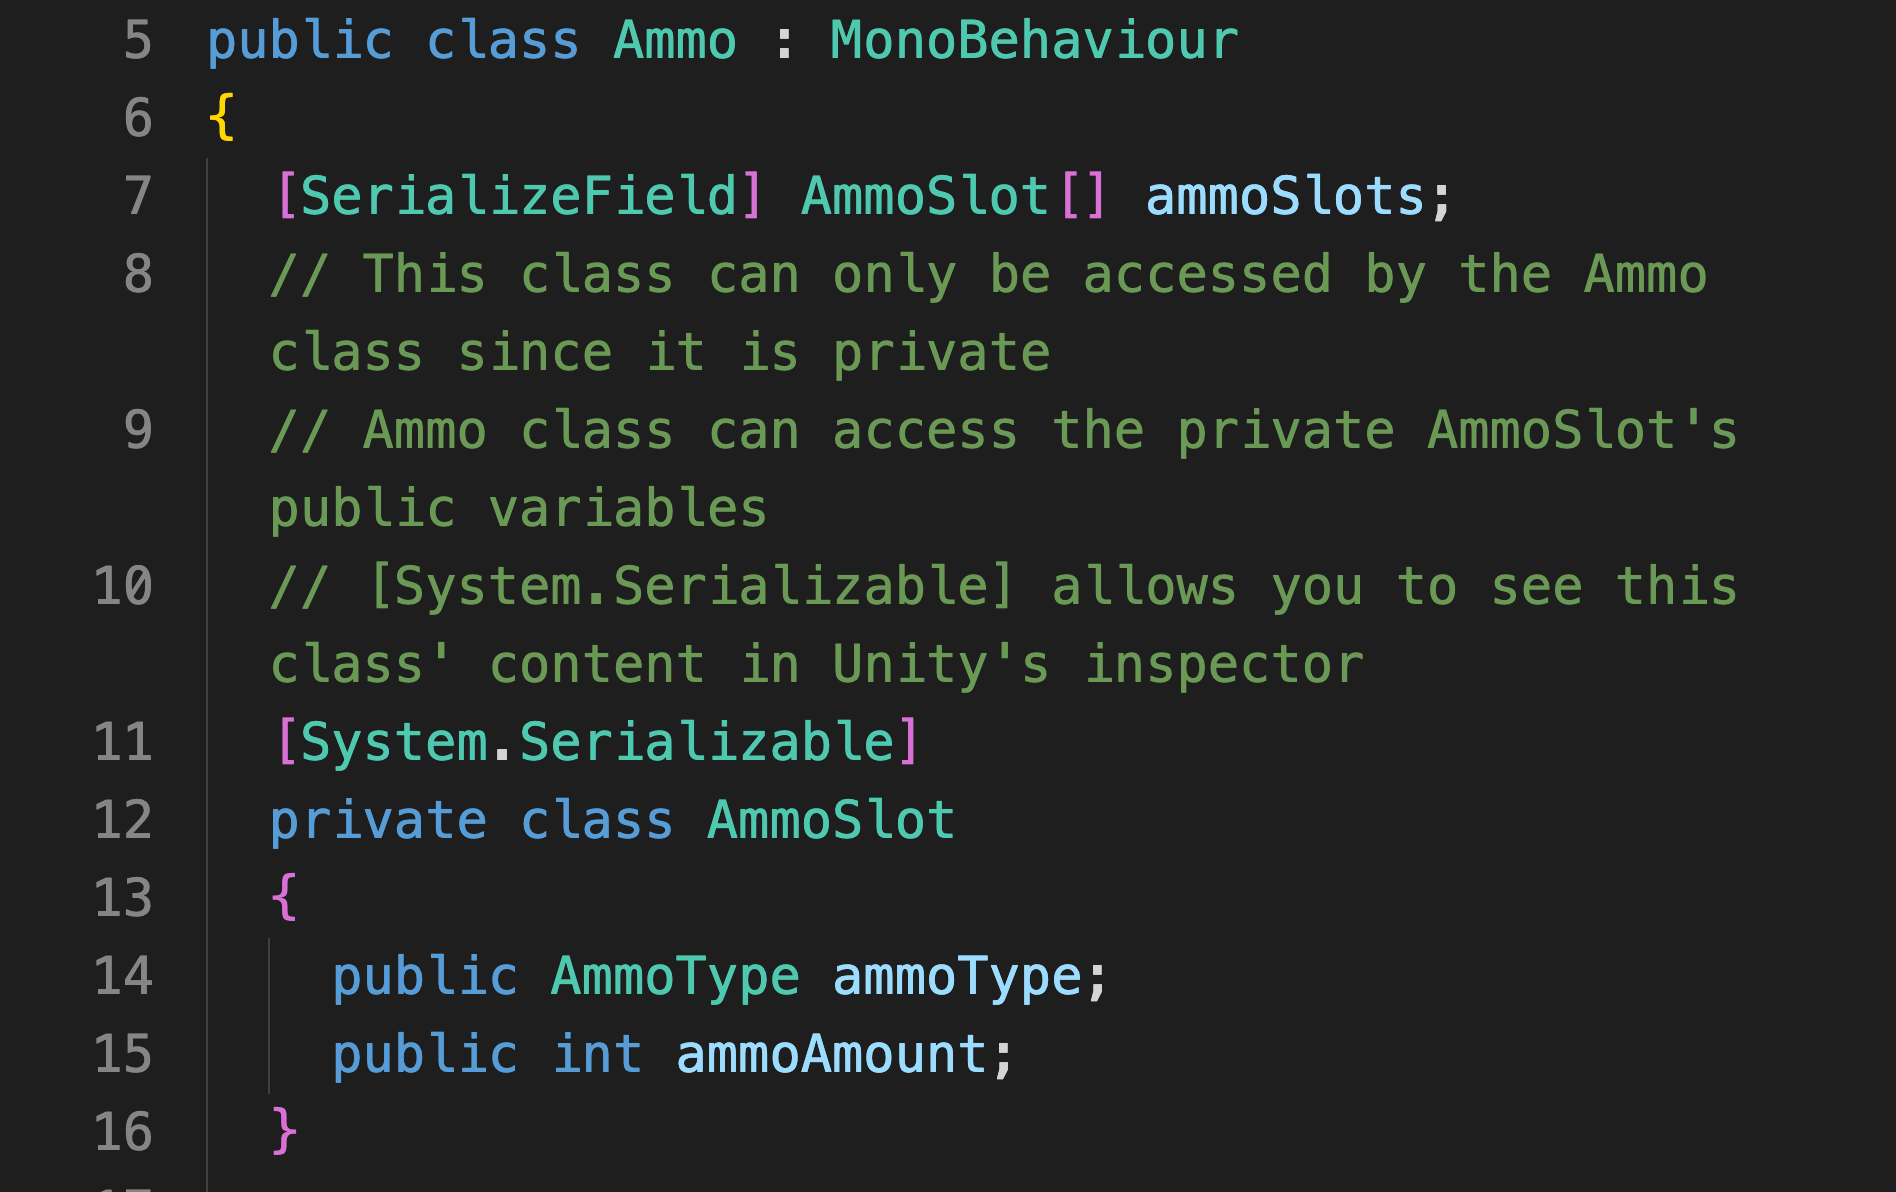 5 public class Ammo : MonoBehaviour
6 {
7 [SerializeField] AmmoSlot[] ammoSlots;
8 // This class can only be accessed by the Ammo
class since it is private
9 // Ammo class can access the private AmmoSlot's
public variables
10 // [System.Serializable] allows you to see this
class' content in Unity's inspector
11 [System.Serializable]
12 private class AmmoSlot
13 {
14 public AmmoType ammoType;
15 public int ammoAmount;
16 }